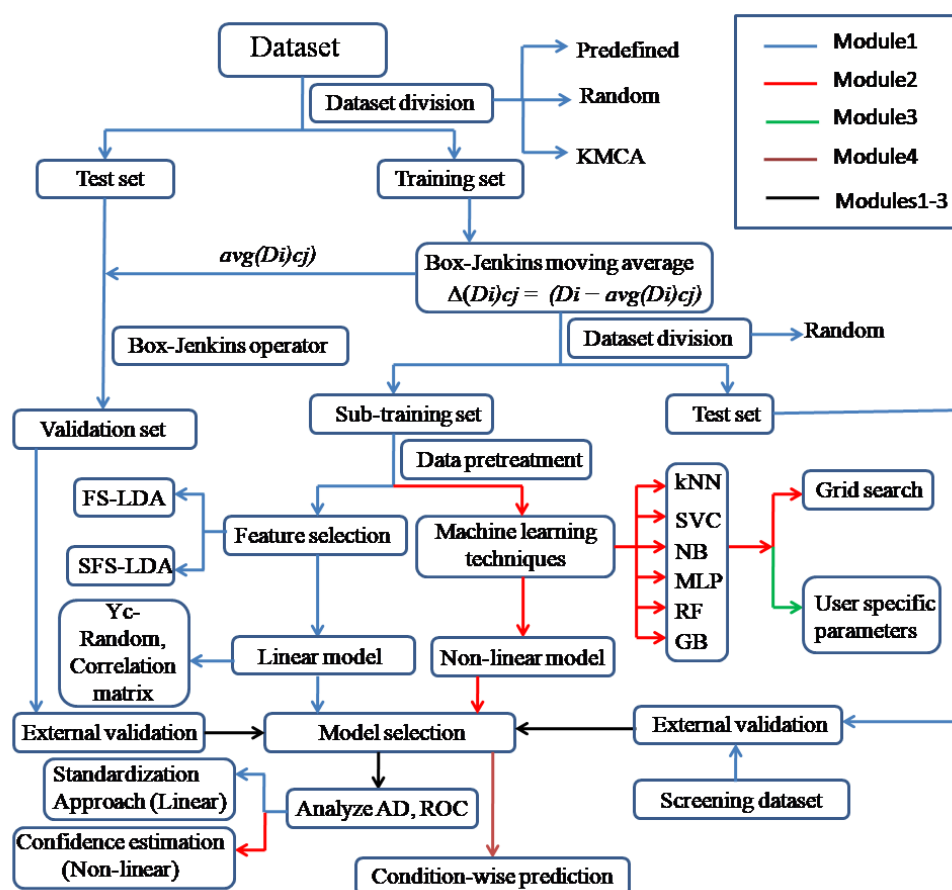 Dataset
Dataset division
Predefined
Random
KMCA
Module1
Module2
Module3
Module4
Modules1-3
Test set
Training set
avg(Di)cj)
Box-Jenkins moving average
Δ(Di)cj = (Di – avg(Di)cj)
Dataset division
Random
Box-Jenkins operator
Sub-training set
Test set
Validation set
Data pretreatment
FS-LDA
SFS-LDA
Feature selection
Machine learning
techniques
kNN
SVC
NB
MLP
RF
GB
Grid search
User specific
parameters
Yc-
Random,
Correlation
matrix
Linear model
Non-linear model
External validation
Model selection
External validation
Standardization
Approach (Linear)
Analyze AD, ROC
Screening dataset
Confidence estimation
(Non-linear)
Condition-wise prediction